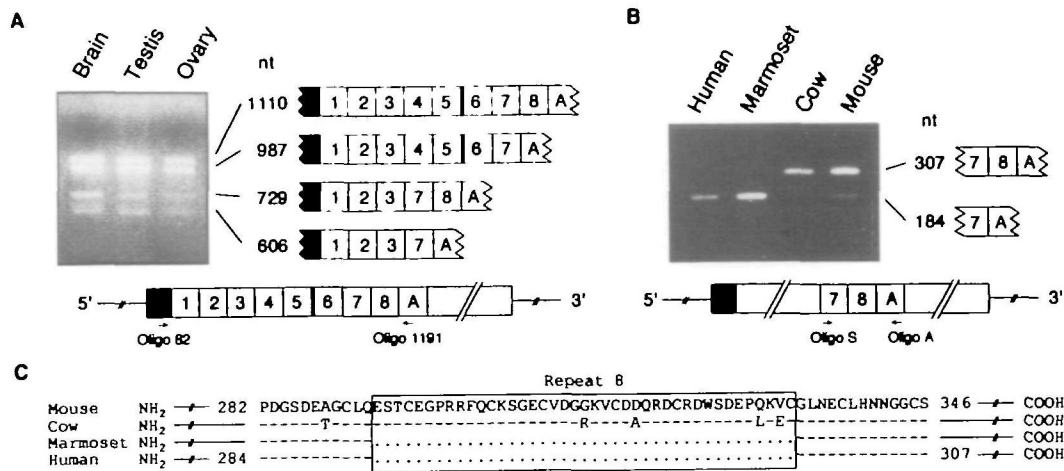 A
Brain Testis Ovary
nt
1110
1 2 3 4 5 6 7 8 A
987
1 2 3 4 5 6 7 A
729
1 2 3 7 8 A
606
1 2 3 7 A
5' 1 2 3 4 5 6 7 8 A 3'
Oligo 82 Oligo 1191
B
Human Marmoset Cow Mouse
nt
307
7 8 A
184
7 A
5' 7 8 A 3'
Oligo S Oligo A
C
Repeat 8
Mouse NH2 282 PDGSDEAGCLQESTCEGPRRFQCKSGECVDGGKVCDDQRDCRDWSDEPQKVCGLNECLHNNGGCS 346 COOH
Cow NH2 ------T------------------------R----A-----------L-E-------------- COOH
Marmoset NH2 -----------.........................................------------- COOH
Human NH2 284 -----------.........................................------------- 307 COOH